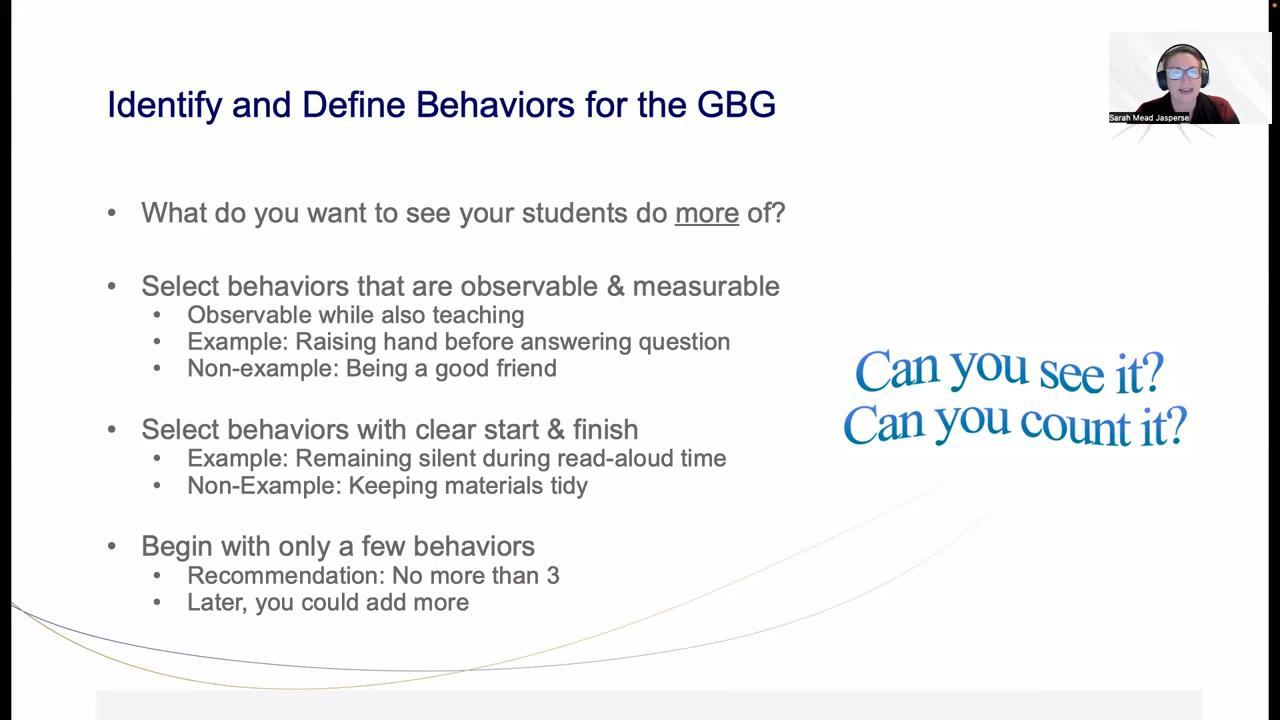 Identify and Define Behaviors for the GBG
Sarah Mead Jasperse
• What do you want to see your students do more of?
• Select behaviors that are observable & measurable
• Observable while also teaching
• Example: Raising hand before answering question
• Non-example: Being a good friend
Can you see it?
Can you count it?
• Select behaviors with clear start & finish
• Example: Remaining silent during read-aloud time
• Non-Example: Keeping materials tidy
• Begin with only a few behaviors
• Recommendation: No more than 3
• Later, you could add more